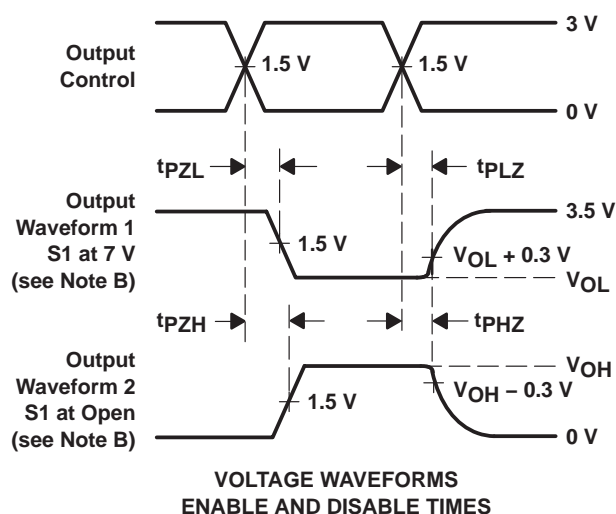 Output
Control
3 V
1.5 V
1.5 V
0 V
tPZL
tPLZ
Output
Waveform 1
S1 at 7 V
(see Note B)
3.5 V
1.5 V
VOL + 0.3 V
VOL
tPZH
tPHZ
Output
Waveform 2
S1 at Open
(see Note B)
VOH
1.5 V
VOH – 0.3 V
0 V
VOLTAGE WAVEFORMS
ENABLE AND DISABLE TIMES